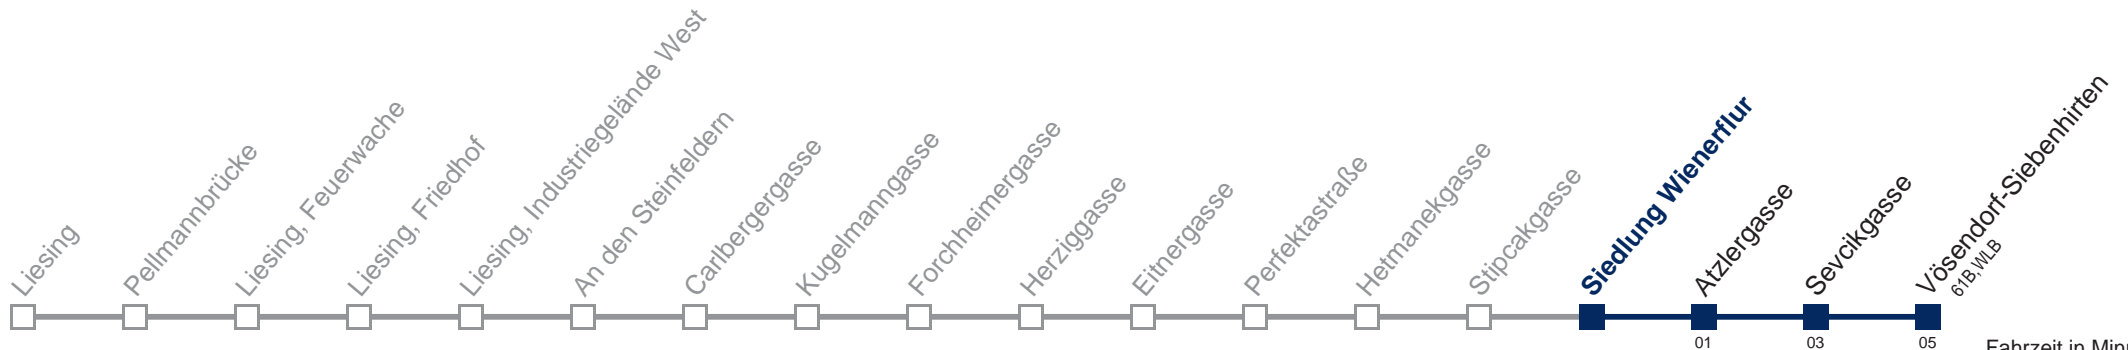 Liesing
Pellmannbrücke
Liesing, Feuerwache
Liesing, Friedhof
Liesing, Industriegelände West
An den Steinfeldern
Carlbergergasse
Kugelmanngasse
Forchheimergasse
Herziggasse
Eitnergasse
Perfektastraße
Hetmanekgasse
Stipcakgasse
Siedlung Wienerflur
Atzlergasse
Sevcikgasse
Vösendorf-Siebenhirten
61B, WLB
01
03
05
Fahrzeit in